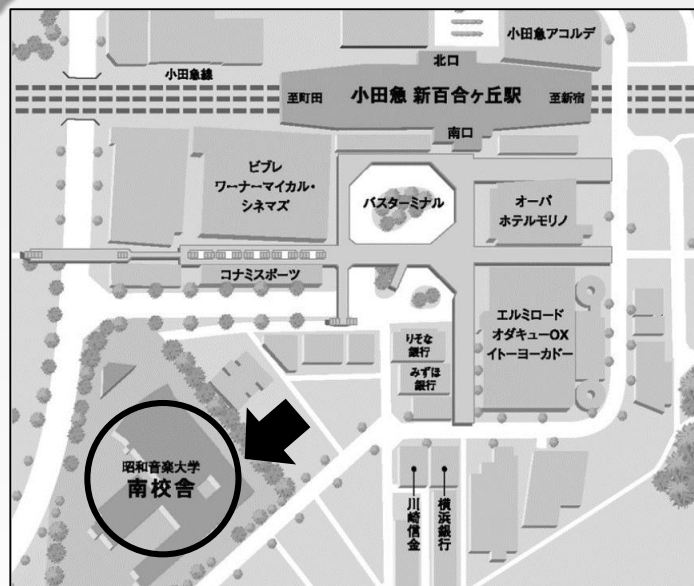 小田急アコルデ
小田急線
北口
至町田
小田急 新百合ヶ丘駅
至新宿
南口
ビブレ
ワーナーマイカル・
シネマズ
バスターミナル
オーパ
ホテルモリノ
コナミスポーツ
エルミロード
オダキューOX
イトーヨーカドー
りそな
銀行
みずほ
銀行
昭和音楽大学
南校舎
川崎信金
横浜銀行